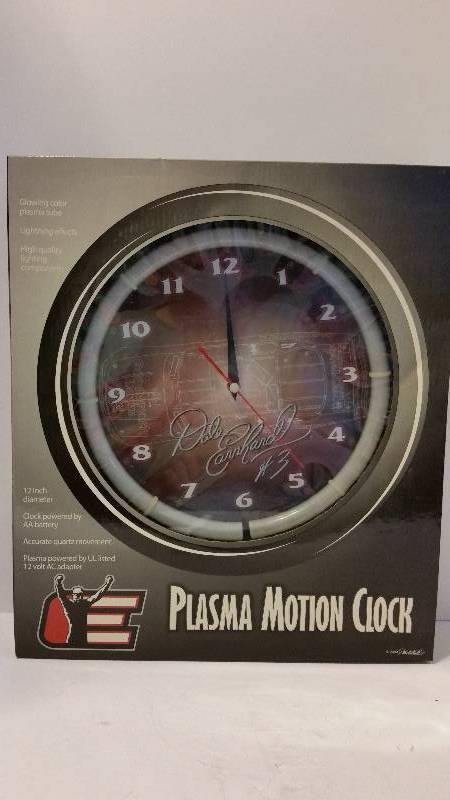 Glowing color
plasma tube
Lightning effects
High quality
lighting
components
12
11
1
10
2
9
3
8
4
7
5
6
Dale
Earnhardt
#3
12 Inch
diameter
Clock powered by
AA battery
Accurate quartz movement
Plasma powered by UL listed
12 volt AC adapter
E
PLASMA MOTION CLOCK